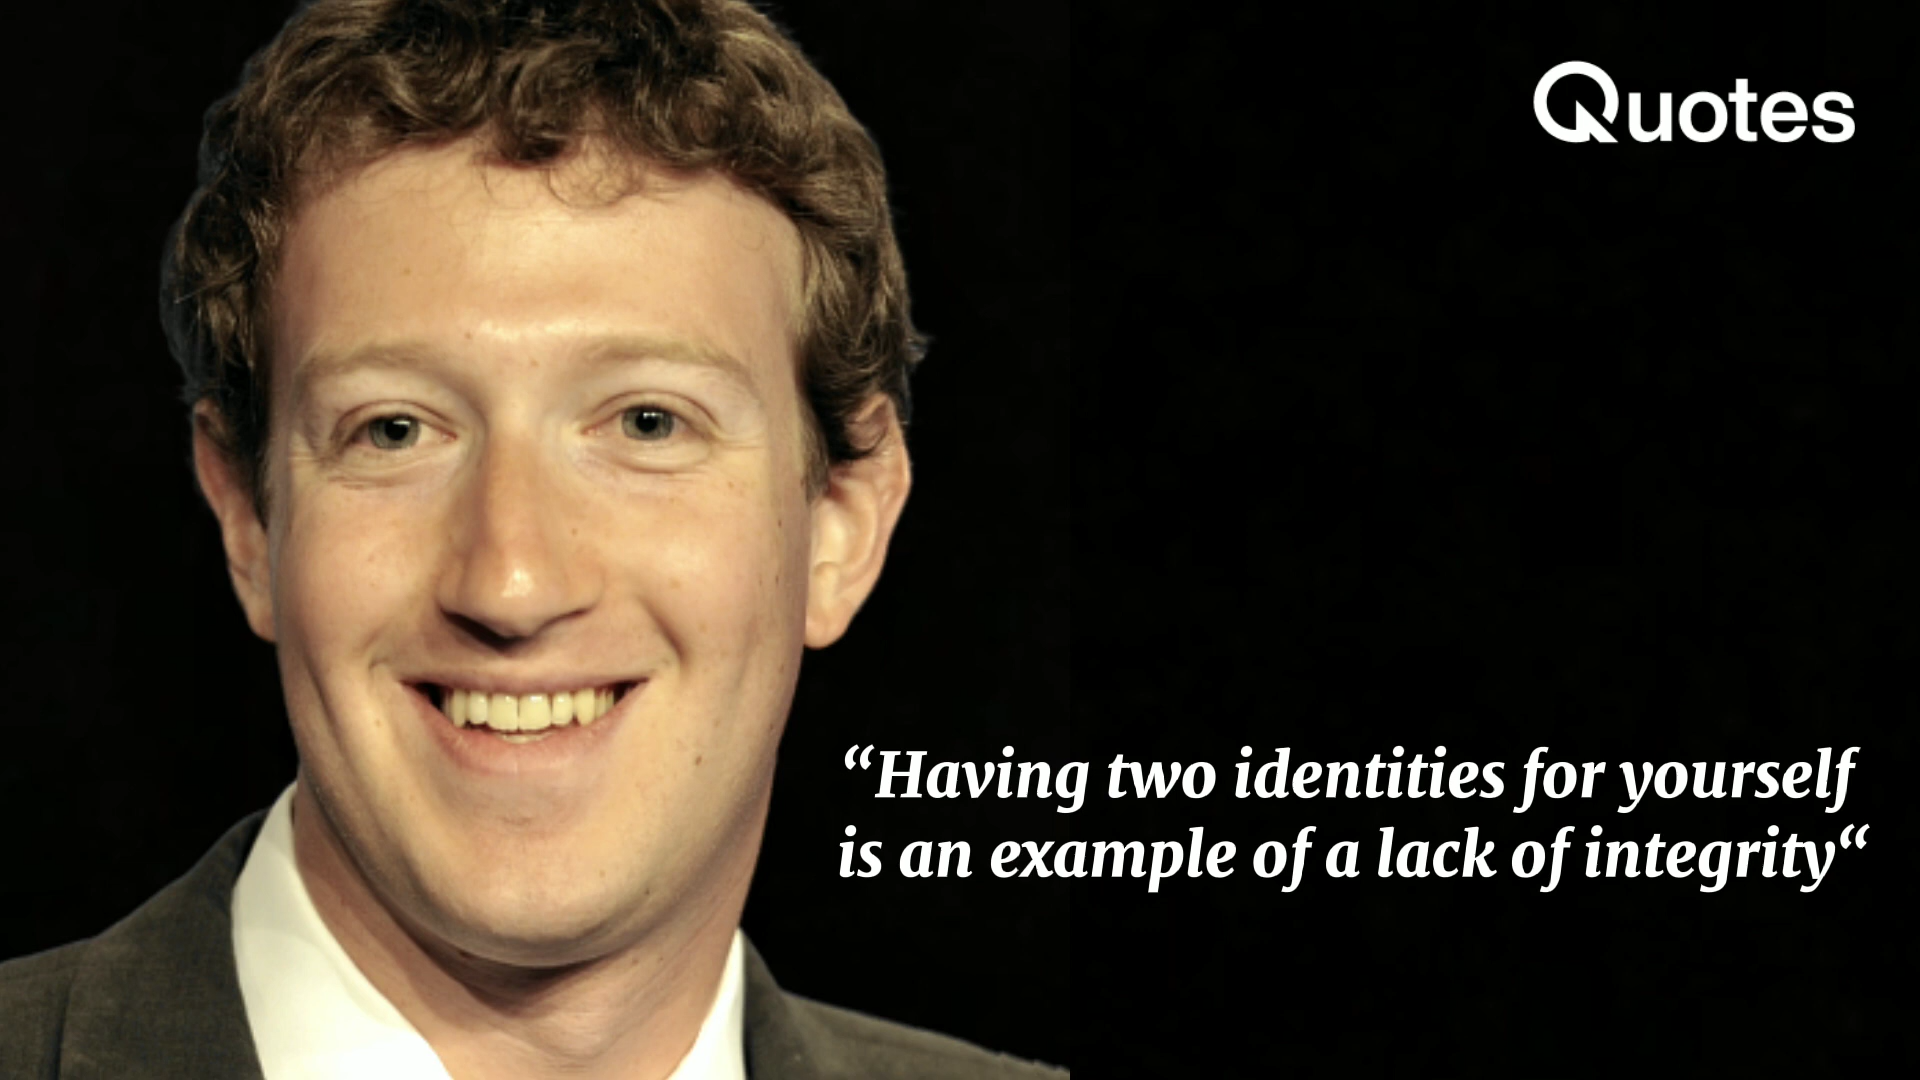 Quotes
“Having two identities for yourself
is an example of a lack of integrity“